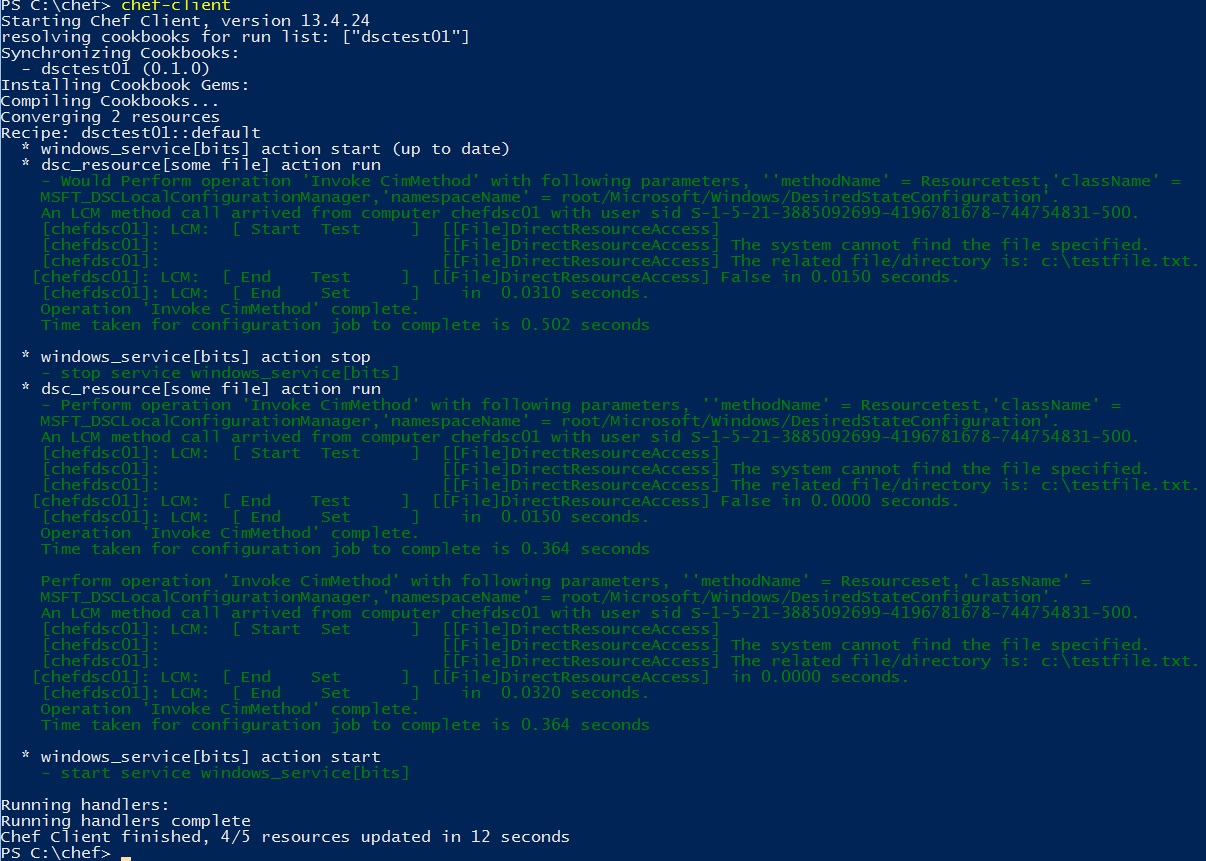 PS C:\chef> chef-client
Starting Chef Client, version 13.4.24
resolving cookbooks for run list: ["dsctest01"]
Synchronizing Cookbooks:
  - dsctest01 (0.1.0)
Installing Cookbook Gems:
Compiling Cookbooks...
Converging 2 resources
Recipe: dsctest01::default
  * windows_service[bits] action start (up to date)
  * dsc_resource[some file] action run
    - Would Perform operation 'Invoke CimMethod' with following parameters, ''methodName' = Resourcetest,'className' =
    MSFT_DSCLocalConfigurationManager,'namespaceName' = root/Microsoft/Windows/DesiredStateConfiguration'.
    An LCM method call arrived from computer chefdsc01 with user sid S-1-5-21-3885092699-4196781678-744754831-500.
    [chefdsc01]: LCM:  [ Start  Test     ]  [[File]DirectResourceAccess]
    [chefdsc01]:                            [[File]DirectResourceAccess] The system cannot find the file specified.
    [chefdsc01]:                            [[File]DirectResourceAccess] The related file/directory is: c:\testfile.txt.
   [chefdsc01]: LCM:  [ End    Test     ]  [[File]DirectResourceAccess] False in 0.0150 seconds.
    [chefdsc01]: LCM:  [ End    Set      ]    in  0.0310 seconds.
    Operation 'Invoke CimMethod' complete.
    Time taken for configuration job to complete is 0.502 seconds
  * windows_service[bits] action stop
    - stop service windows_service[bits]
  * dsc_resource[some file] action run
    - Perform operation 'Invoke CimMethod' with following parameters, ''methodName' = Resourcetest,'className' =
    MSFT_DSCLocalConfigurationManager,'namespaceName' = root/Microsoft/Windows/DesiredStateConfiguration'.
    An LCM method call arrived from computer chefdsc01 with user sid S-1-5-21-3885092699-4196781678-744754831-500.
    [chefdsc01]: LCM:  [ Start  Test     ]  [[File]DirectResourceAccess]
    [chefdsc01]:                            [[File]DirectResourceAccess] The system cannot find the file specified.
    [chefdsc01]:                            [[File]DirectResourceAccess] The related file/directory is: c:\testfile.txt.
   [chefdsc01]: LCM:  [ End    Test     ]  [[File]DirectResourceAccess] False in 0.0000 seconds.
    [chefdsc01]: LCM:  [ End    Set      ]    in  0.0150 seconds.
    Operation 'Invoke CimMethod' complete.
    Time taken for configuration job to complete is 0.364 seconds
    Perform operation 'Invoke CimMethod' with following parameters, ''methodName' = Resourceset,'className' =
    MSFT_DSCLocalConfigurationManager,'namespaceName' = root/Microsoft/Windows/DesiredStateConfiguration'.
    An LCM method call arrived from computer chefdsc01 with user sid S-1-5-21-3885092699-4196781678-744754831-500.
    [chefdsc01]: LCM:  [ Start  Set      ]  [[File]DirectResourceAccess]
    [chefdsc01]:                            [[File]DirectResourceAccess] The system cannot find the file specified.
    [chefdsc01]:                            [[File]DirectResourceAccess] The related file/directory is: c:\testfile.txt.
   [chefdsc01]: LCM:  [ End    Set      ]  [[File]DirectResourceAccess]  in 0.0000 seconds.
    [chefdsc01]: LCM:  [ End    Set      ]    in  0.0320 seconds.
    Operation 'Invoke CimMethod' complete.
    Time taken for configuration job to complete is 0.364 seconds
  * windows_service[bits] action start
    - start service windows_service[bits]
Running handlers:
Running handlers complete
Chef Client finished, 4/5 resources updated in 12 seconds
PS C:\chef> _